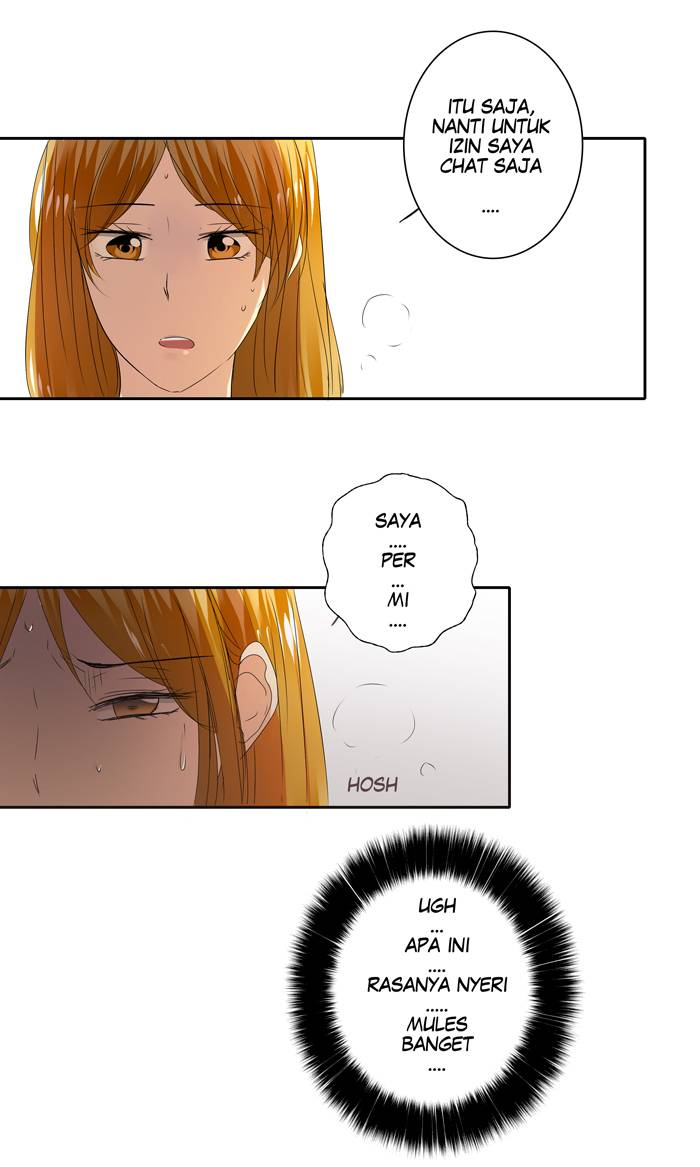 ITU SAJA,
NANTI UNTUK
IZIN SAYA
CHAT SAJA
....
SAYA
....
PER
...
MI
....
HOSH
UGH
...
APA INI
....
RASANYA NYERI
.....
MULES
BANGET
....